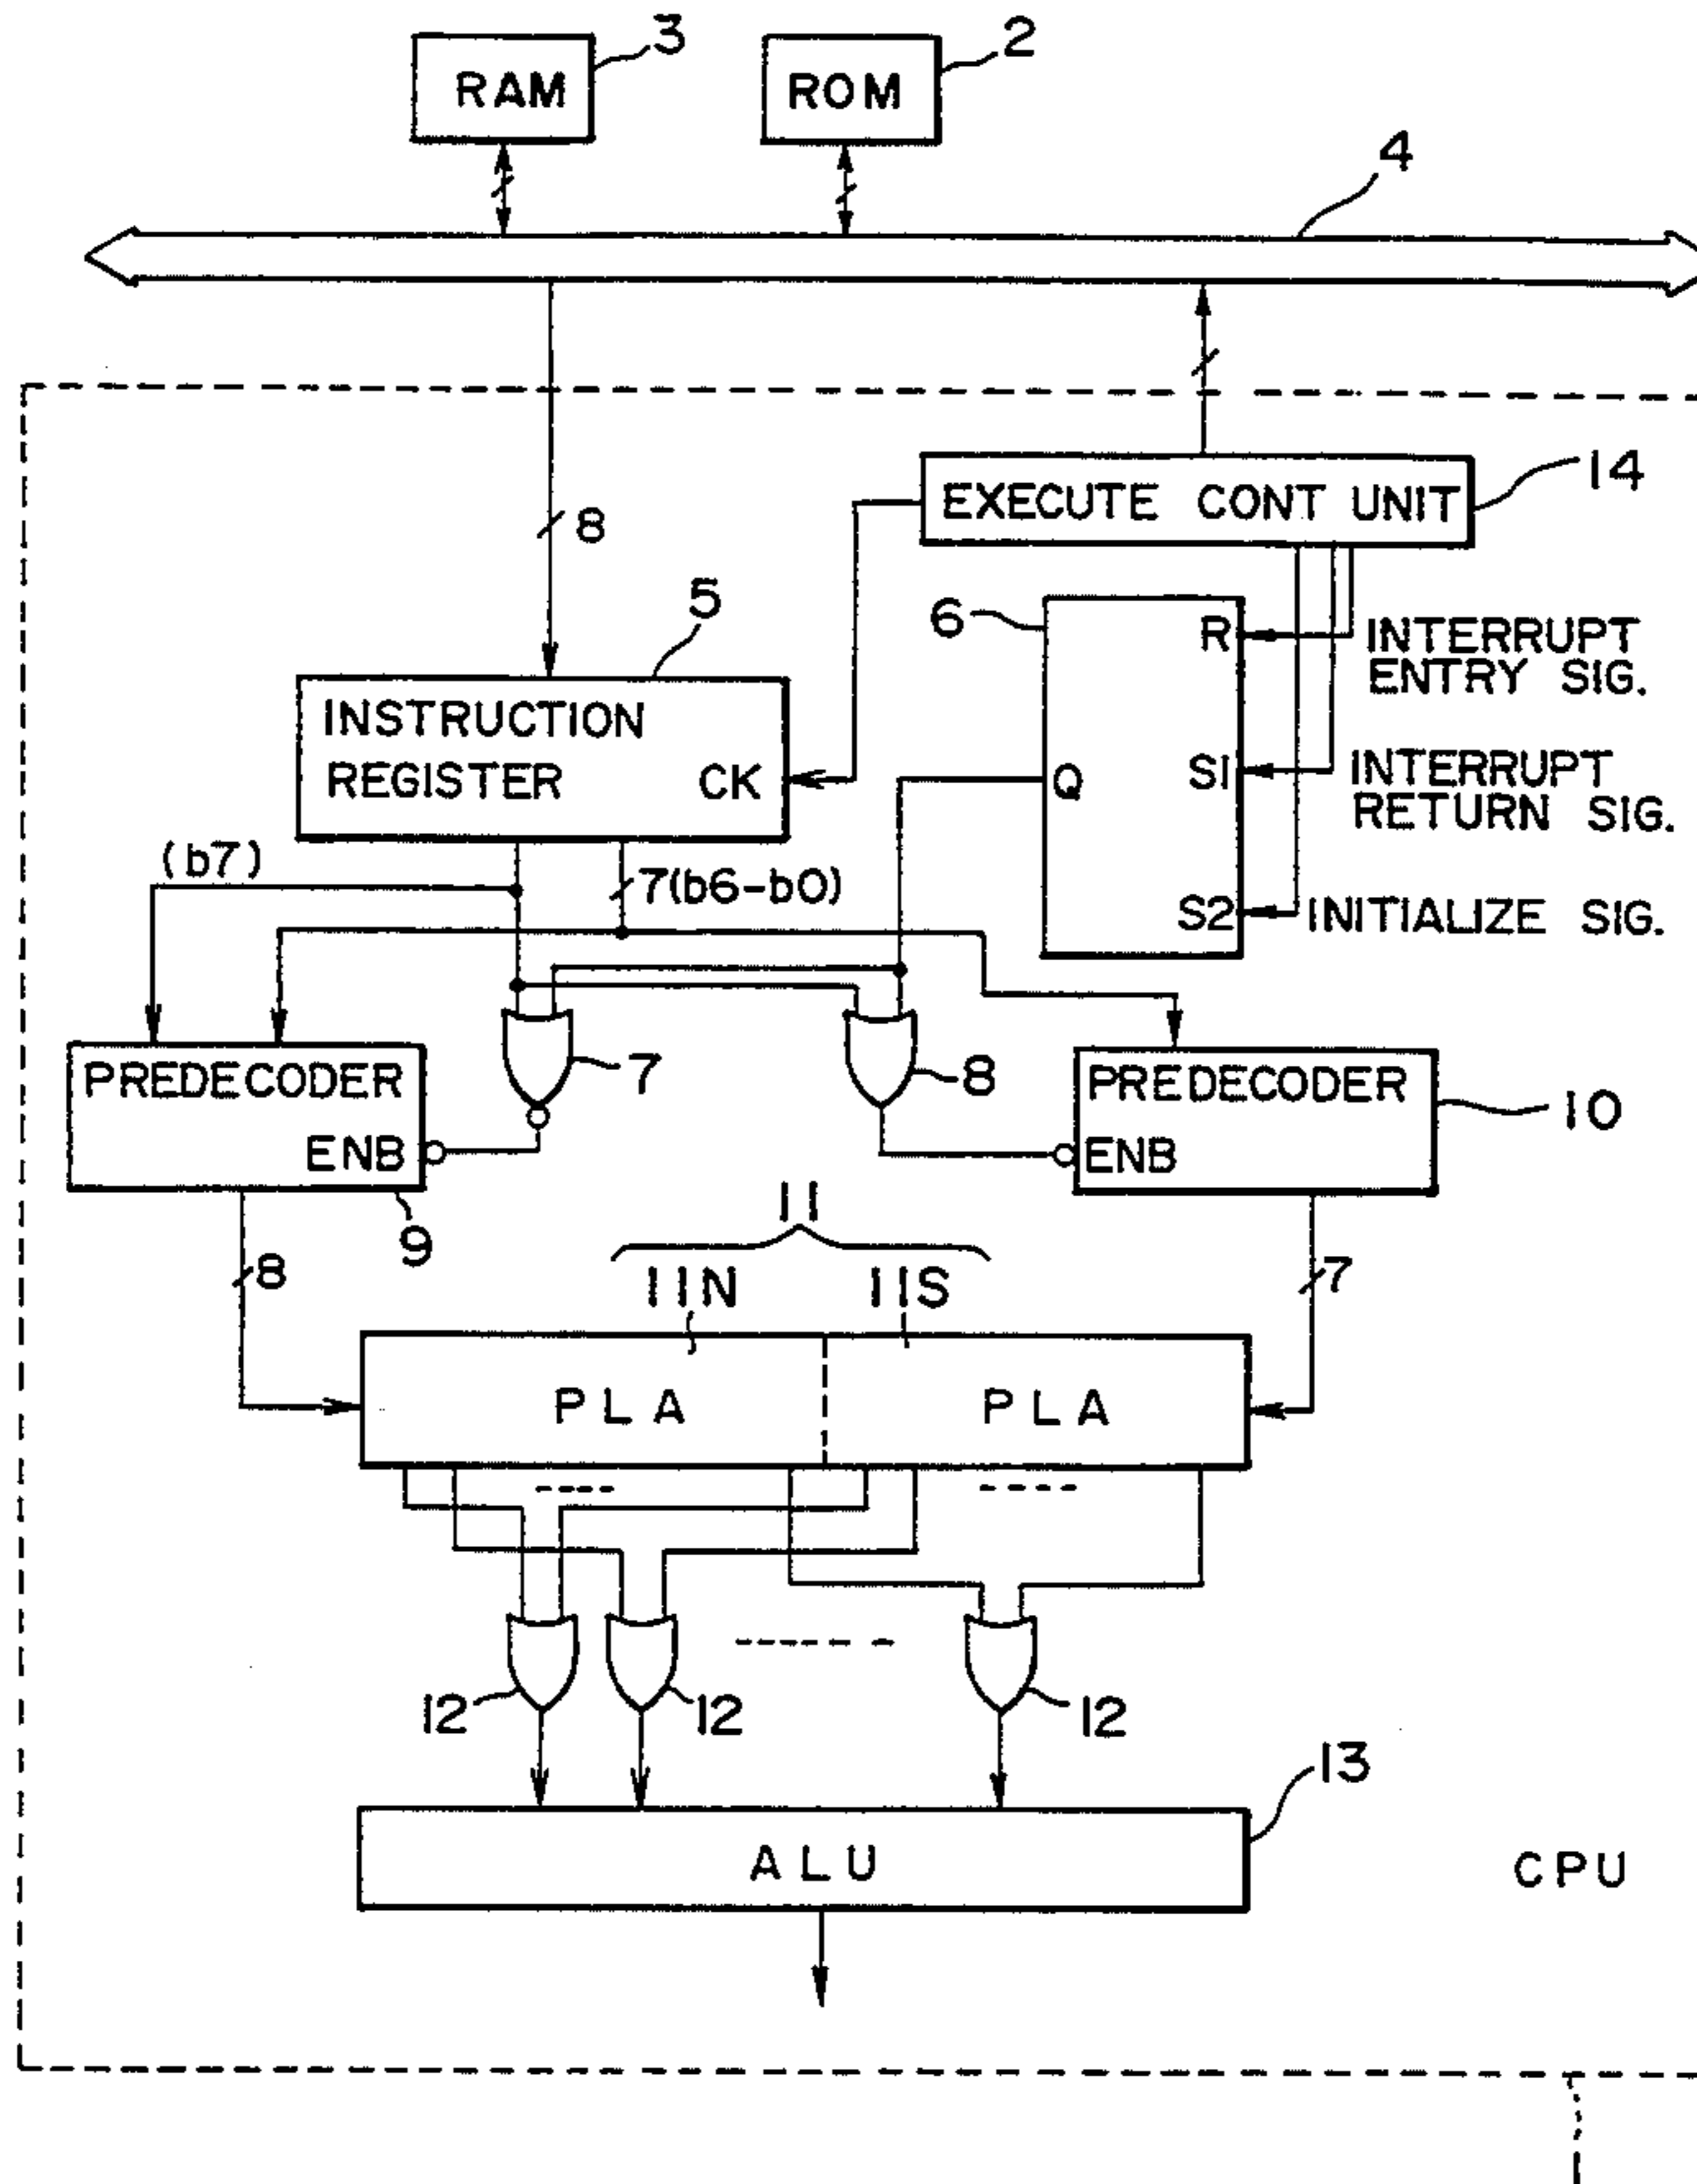 3
2
RAM
ROM
4
14
EXECUTE CONT UNIT
8
5
6
R
INTERRUPT
ENTRY SIG.
INSTRUCTION
REGISTER
CK
Q
S1
INTERRUPT
RETURN SIG.
(b7)
7(b6-b0)
S2
INITIALIZE SIG.
PREDECODER
ENB
7
8
PREDECODER
ENB
10
9
11
8
11N
11S
7
PLA
PLA
12
12
12
13
ALU
CPU